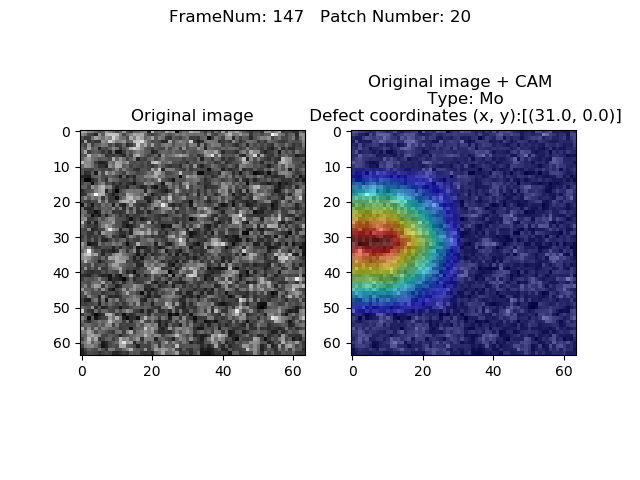 FrameNum: 147   Patch Number: 20
Original image
Original image + CAM
Type: Mo
Defect coordinates (x, y):[(31.0, 0.0)]
0
10
20
30
40
50
60
0 20 40 60
0
10
20
30
40
50
60
0 20 40 60